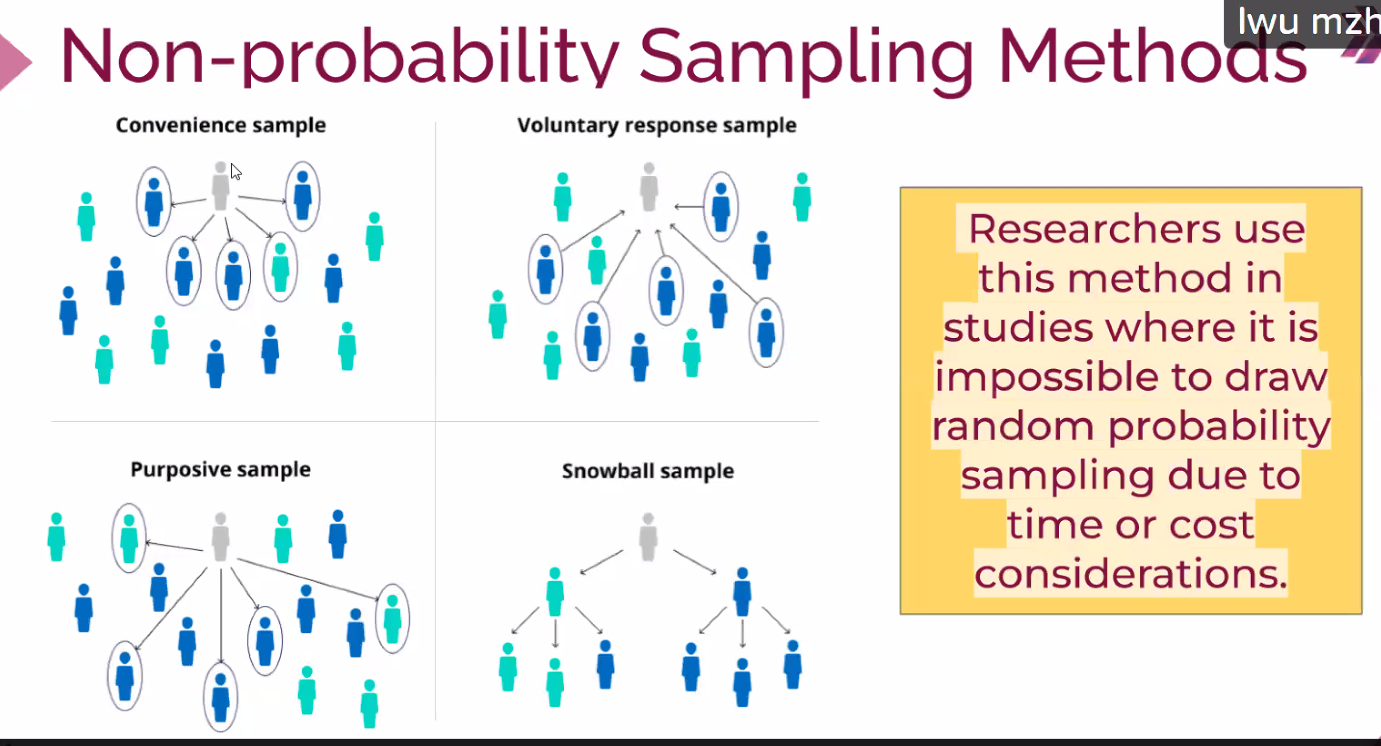 lwu mzh
Non-probability Sampling Methods
Convenience sample
Voluntary response sample
Purposive sample
Snowball sample
Researchers use
this method in
studies where it is
impossible to draw
random probability
sampling due to
time or cost
considerations.